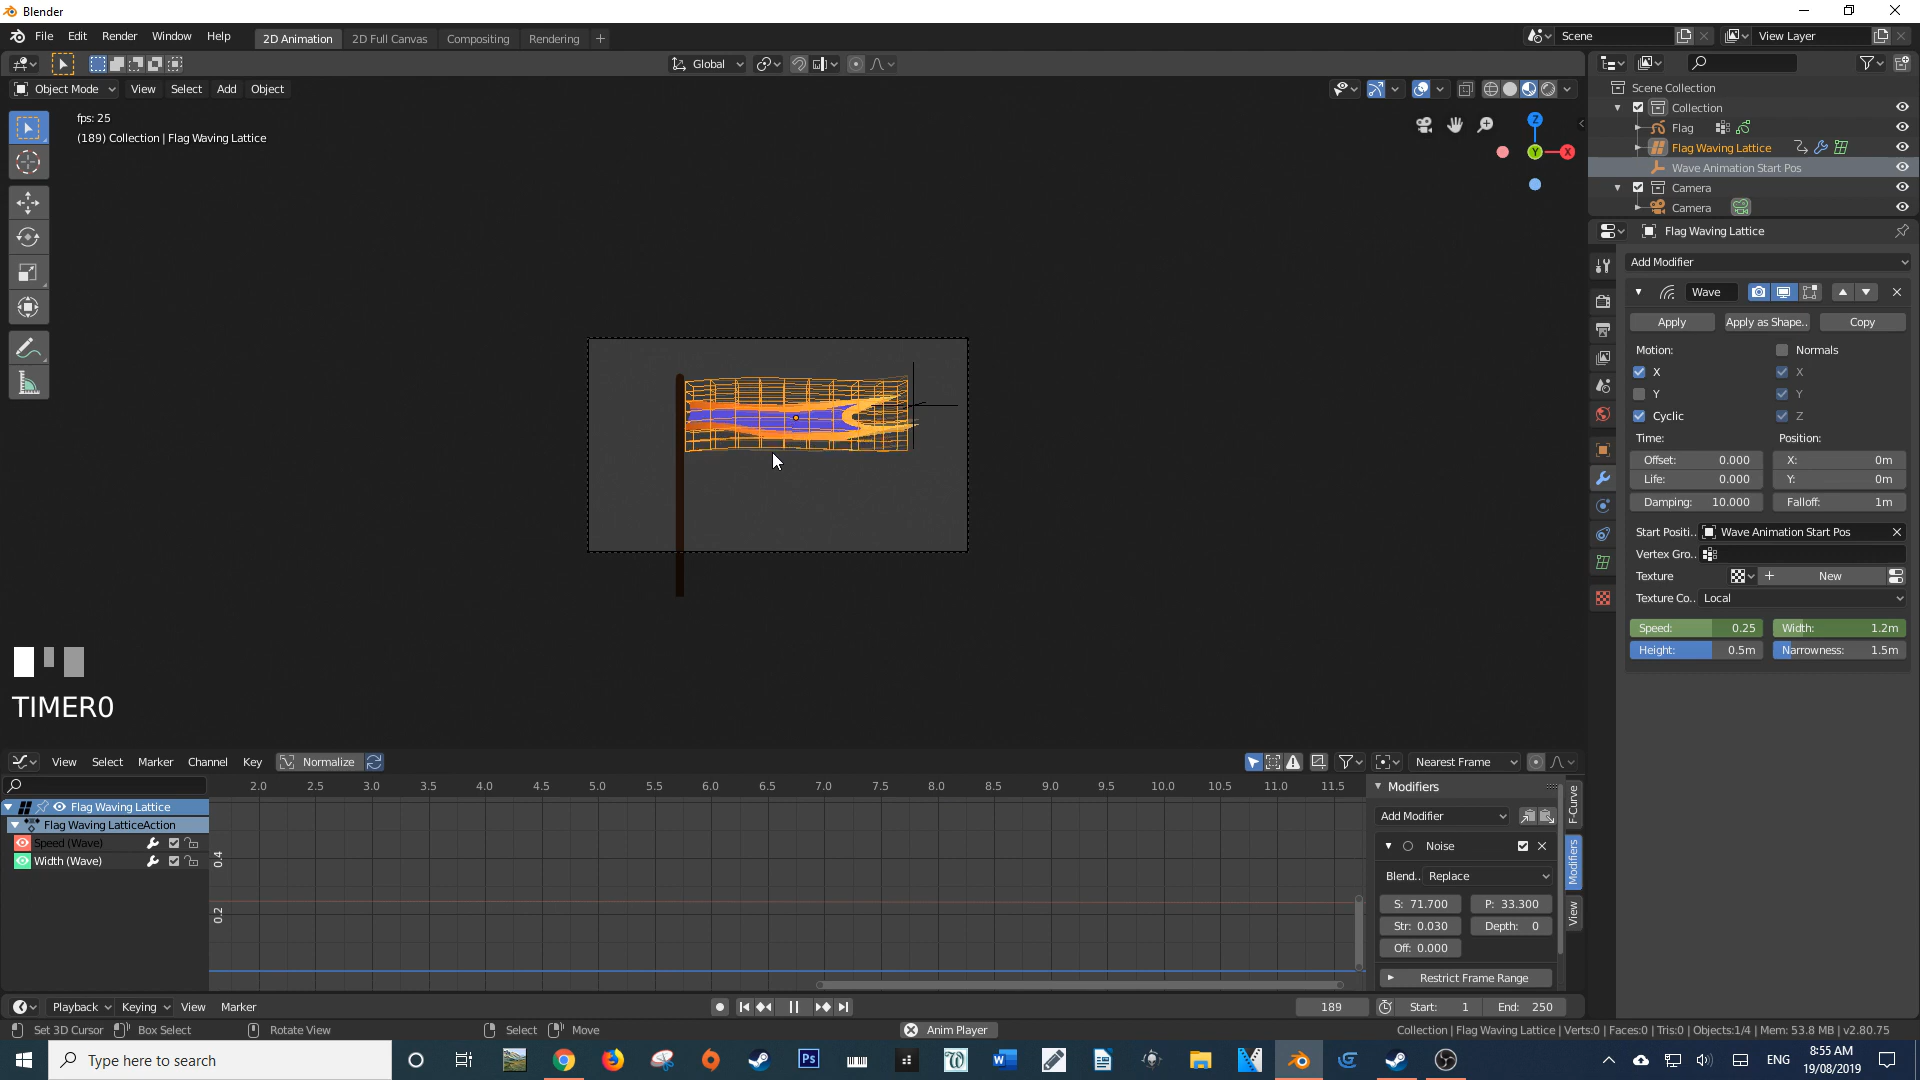 Blender
File Edit Render Window Help 2D Animation 2D Full Canvas Compositing Rendering + Scene View Layer
Global
Object Mode View Select Add Object
fps: 25
(189) Collection | Flag Waving Lattice
Z
Y
X
TIMER0
Scene Collection
Collection
Flag
Flag Waving Lattice
Wave Animation Start Pos
Camera
Camera
Flag Waving Lattice
Add Modifier
Wave
Apply Apply as Shape.. Copy
Motion: Normals
X X
Y Y
Cyclic Z
Time: Position:
Offset: 0.000 X: 0m
Life: 0.000 Y: 0m
Damping: 10.000 Falloff: 1m
Start Positi.. Wave Animation Start Pos
Vertex Gro..
Texture New
Texture Co.. Local
Speed: 0.25 Width: 1.2m
Height: 0.5m Narrowness: 1.5m
View Select Marker Channel Key Normalize Nearest Frame
2.0 2.5 3.0 3.5 4.0 4.5 5.0 5.5 6.0 6.5 7.0 7.5 8.0 8.5 9.0 9.5 10.0 10.5 11.0 11.5
Flag Waving Lattice
Flag Waving LatticeAction
Speed (Wave)
Width (Wave)
0.4
0.2
Modifiers
Add Modifier
Noise
Blend.. Replace
S: 71.700 P: 33.300
Str: 0.030 Depth: 0
Off: 0.000
Restrict Frame Range
F-Curve
Modifiers
View
Playback Keying View Marker 189 Start: 1 End: 250
Set 3D Cursor Box Select Rotate View Select Move Anim Player Collection | Flag Waving Lattice | Verts:0 | Faces:0 | Tris:0 | Objects:1/4 | Mem: 53.8 MB | v2.80.75
Type here to search
Ps
ENG
8:55 AM
19/08/2019